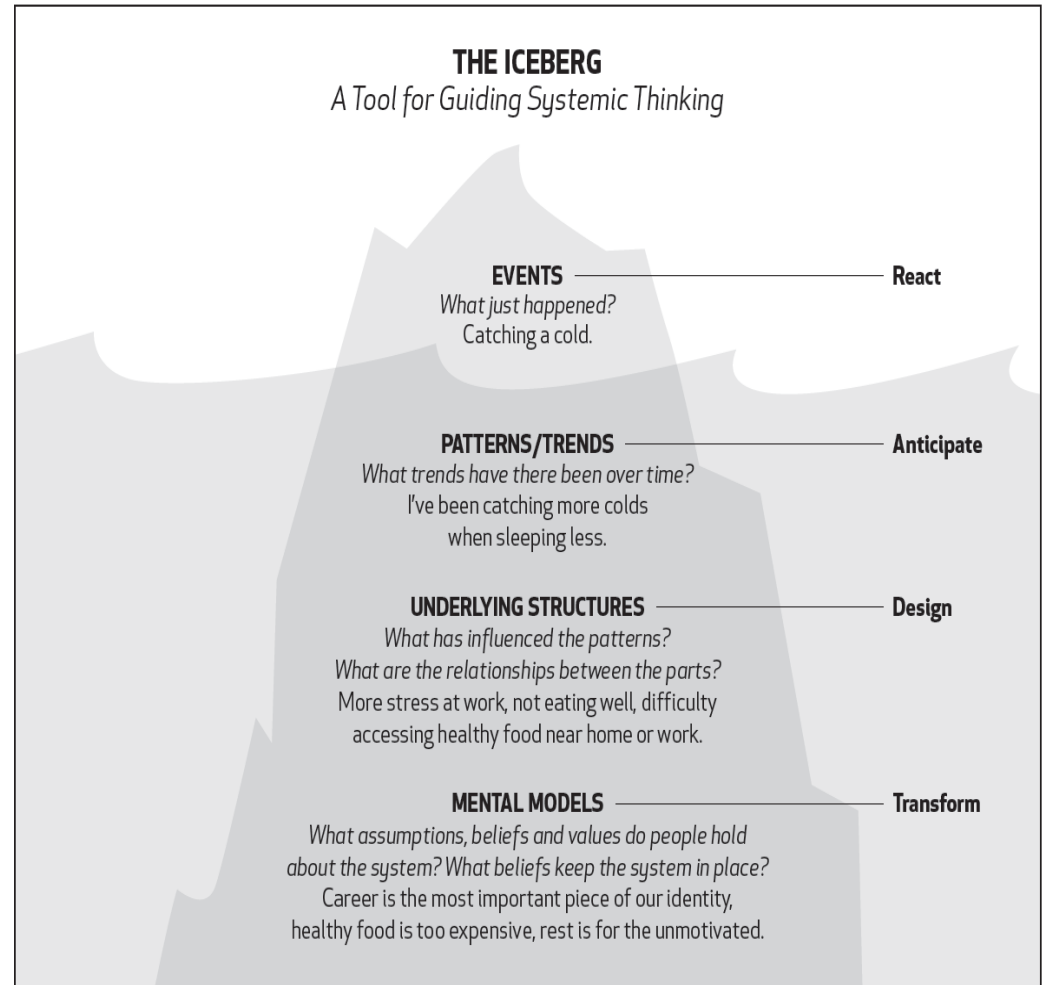 THE ICEBERG
A Tool for Guiding Systemic Thinking
EVENTS
React
What just happened?
Catching a cold.
PATTERNS/TRENDS
Anticipate
What trends have there been over time?
I've been catching more colds
when sleeping less.
UNDERLYING STRUCTURES
Design
What has influenced the patterns?
What are the relationships between the parts?
More stress at work, not eating well, difficulty
accessing healthy food near home or work.
MENTAL MODELS
Transform
What assumptions, beliefs and values do people hold
about the system? What beliefs keep the system in place?
Career is the most important piece of our identity,
healthy food is too expensive, rest is for the unmotivated.